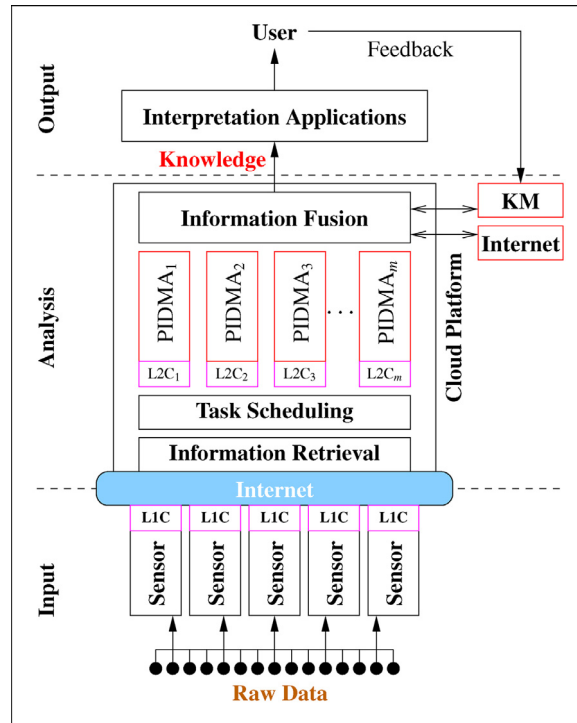 User
Feedback
Output
Interpretation Applications
Knowledge
KM
Information Fusion
Internet
Analysis
PIDMA₁ PIDMA₂ PIDMA₃ ... PIDMAₘ
Cloud Platform
L2C₁ L2C₂ L2C₃ L2Cₘ
Task Scheduling
Information Retrieval
Internet
L1C L1C L1C L1C L1C
Input
Sensor Sensor Sensor Sensor Sensor
Raw Data